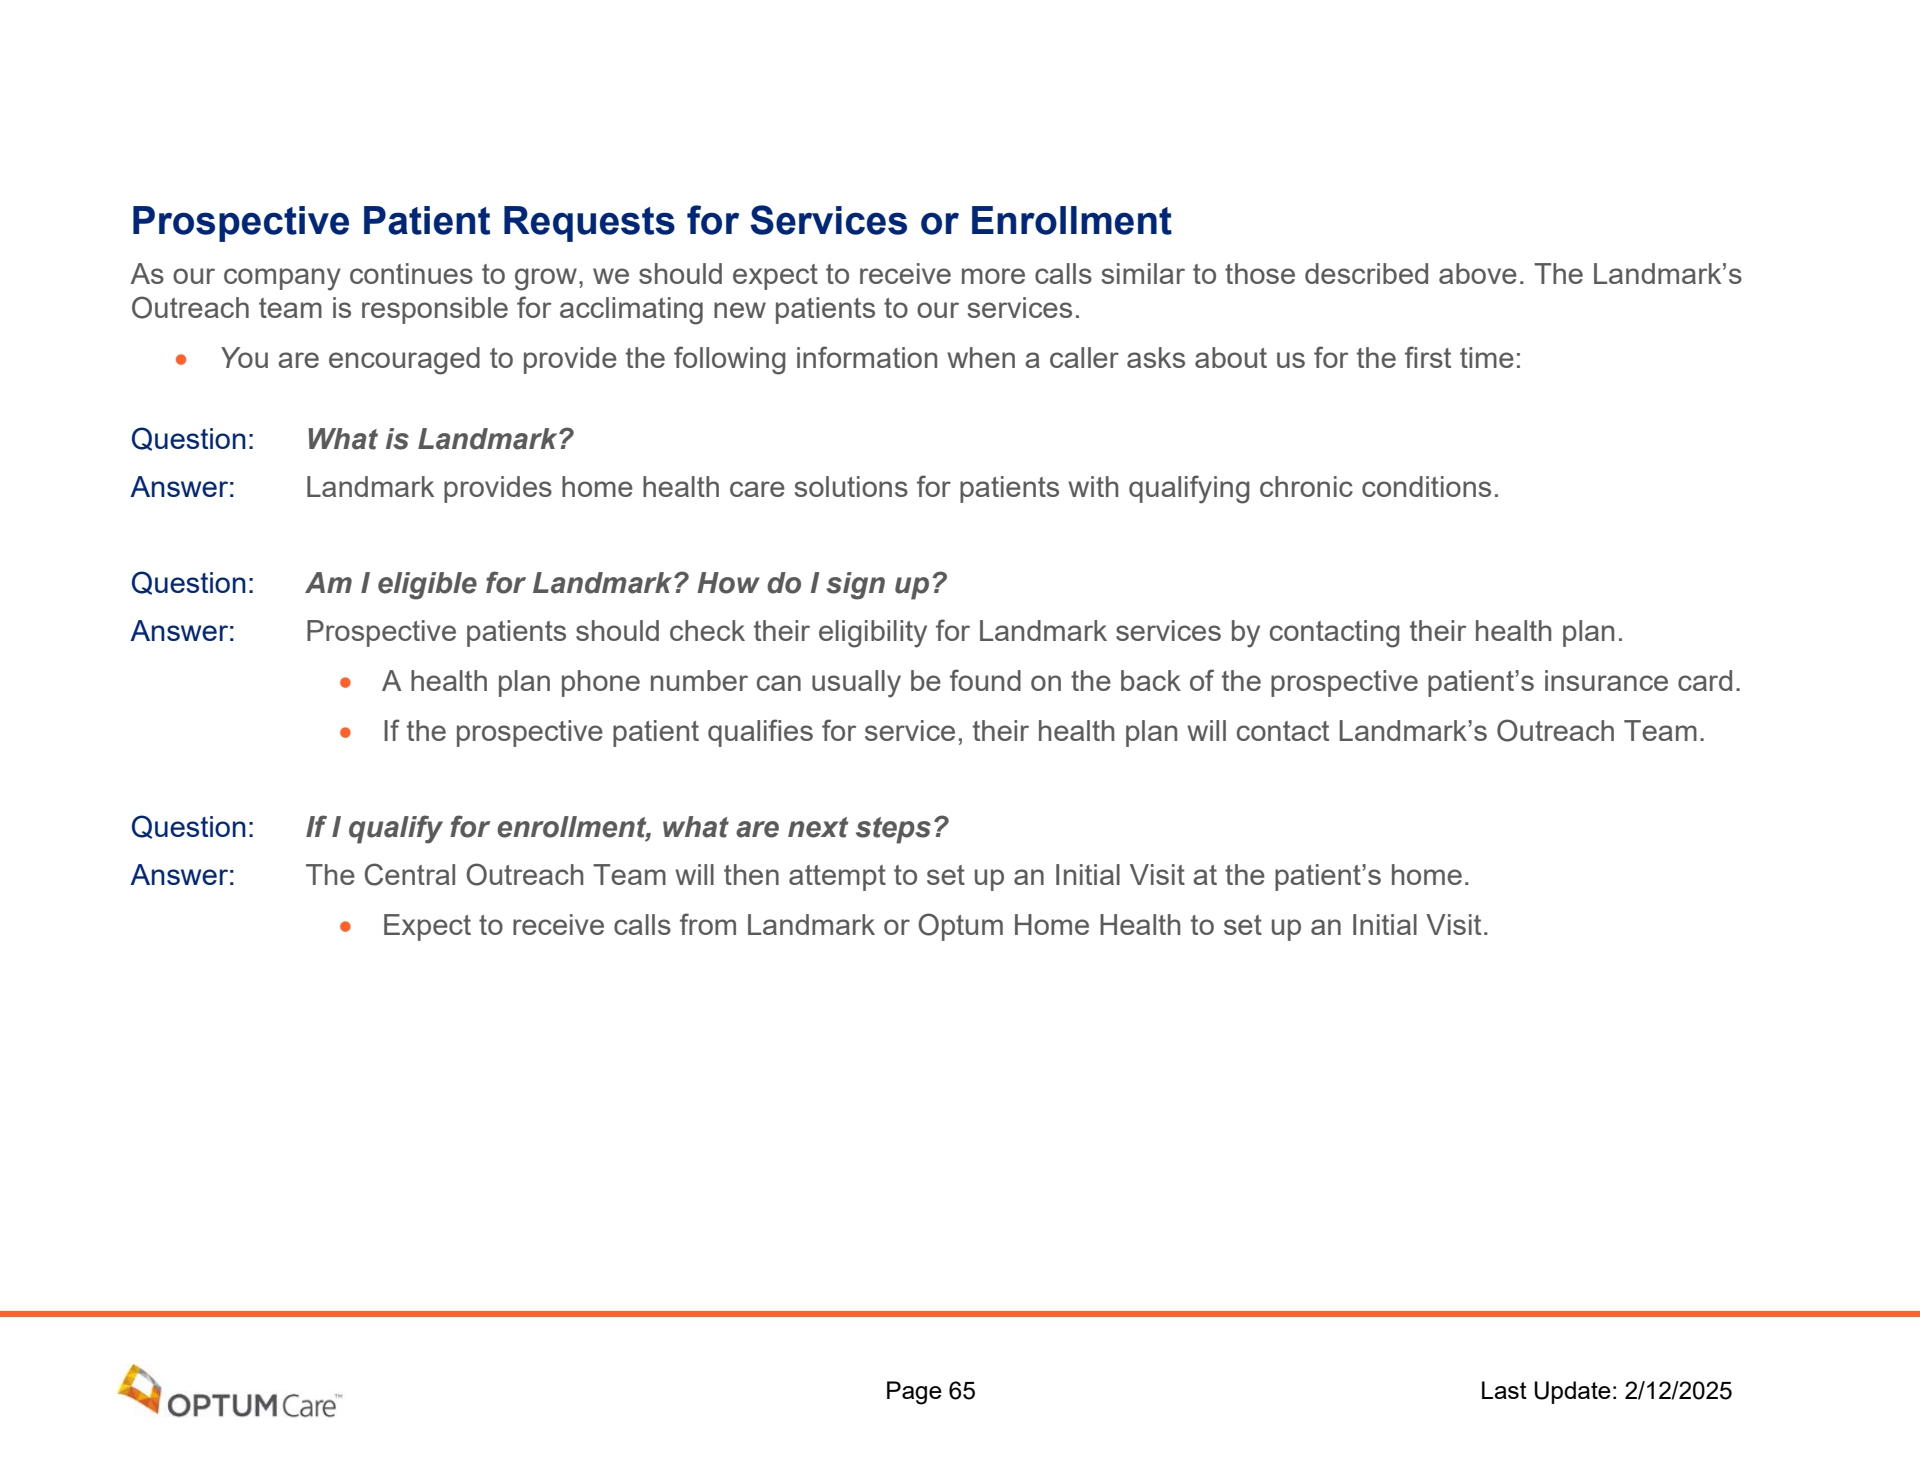 Prospective Patient Requests for Services or Enrollment
As our company continues to grow, we should expect to receive more calls similar to those described above. The Landmark’s
Outreach team is responsible for acclimating new patients to our services.
• You are encouraged to provide the following information when a caller asks about us for the first time:
Question: What is Landmark?
Answer: Landmark provides home health care solutions for patients with qualifying chronic conditions.
Question: Am I eligible for Landmark? How do I sign up?
Answer: Prospective patients should check their eligibility for Landmark services by contacting their health plan.
• A health plan phone number can usually be found on the back of the prospective patient’s insurance card.
• If the prospective patient qualifies for service, their health plan will contact Landmark’s Outreach Team.
Question: If I qualify for enrollment, what are next steps?
Answer: The Central Outreach Team will then attempt to set up an Initial Visit at the patient’s home.
• Expect to receive calls from Landmark or Optum Home Health to set up an Initial Visit.
OPTUMCare™ Page 65 Last Update: 2/12/2025